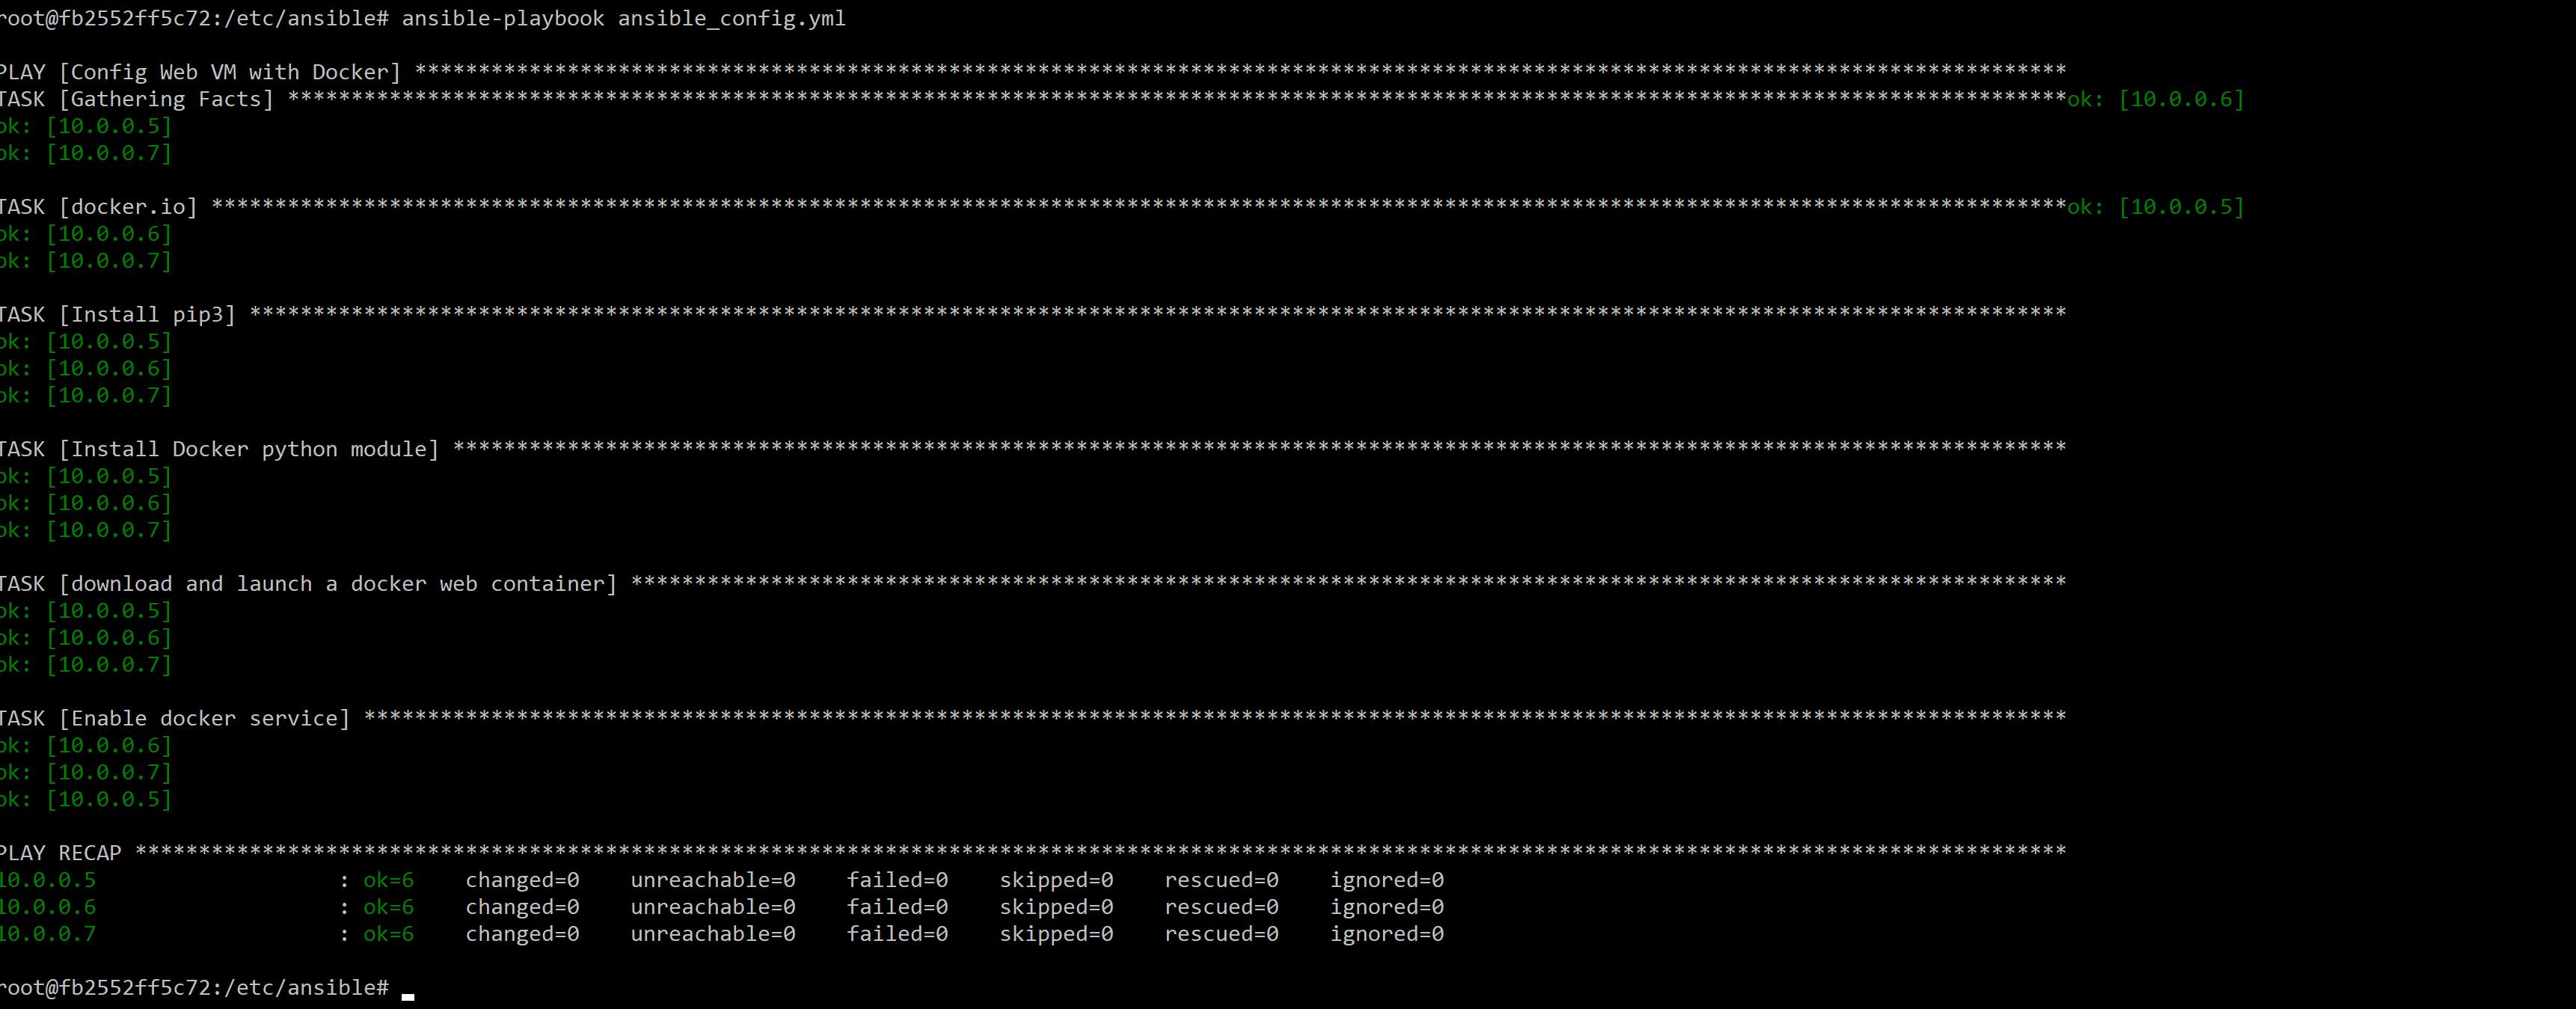 root@fb2552ff5c72:/etc/ansible# ansible-playbook ansible_config.yml
PLAY [Config Web VM with Docker] **********************************************************************************************************************************
TASK [Gathering Facts] ********************************************************************************************************************************************ok: [10.0.0.6]
ok: [10.0.0.5]
ok: [10.0.0.7]
TASK [docker.io] **************************************************************************************************************************************************ok: [10.0.0.5]
ok: [10.0.0.6]
ok: [10.0.0.7]
TASK [Install pip3] ***********************************************************************************************************************************************
ok: [10.0.0.5]
ok: [10.0.0.6]
ok: [10.0.0.7]
TASK [Install Docker python module] *******************************************************************************************************************************
ok: [10.0.0.5]
ok: [10.0.0.6]
ok: [10.0.0.7]
TASK [download and launch a docker web container] *****************************************************************************************************************
ok: [10.0.0.5]
ok: [10.0.0.6]
ok: [10.0.0.7]
TASK [Enable docker service] **************************************************************************************************************************************
ok: [10.0.0.6]
ok: [10.0.0.7]
ok: [10.0.0.5]
PLAY RECAP ********************************************************************************************************************************************************
10.0.0.5                   : ok=6    changed=0    unreachable=0    failed=0    skipped=0    rescued=0    ignored=0
10.0.0.6                   : ok=6    changed=0    unreachable=0    failed=0    skipped=0    rescued=0    ignored=0
10.0.0.7                   : ok=6    changed=0    unreachable=0    failed=0    skipped=0    rescued=0    ignored=0
root@fb2552ff5c72:/etc/ansible#